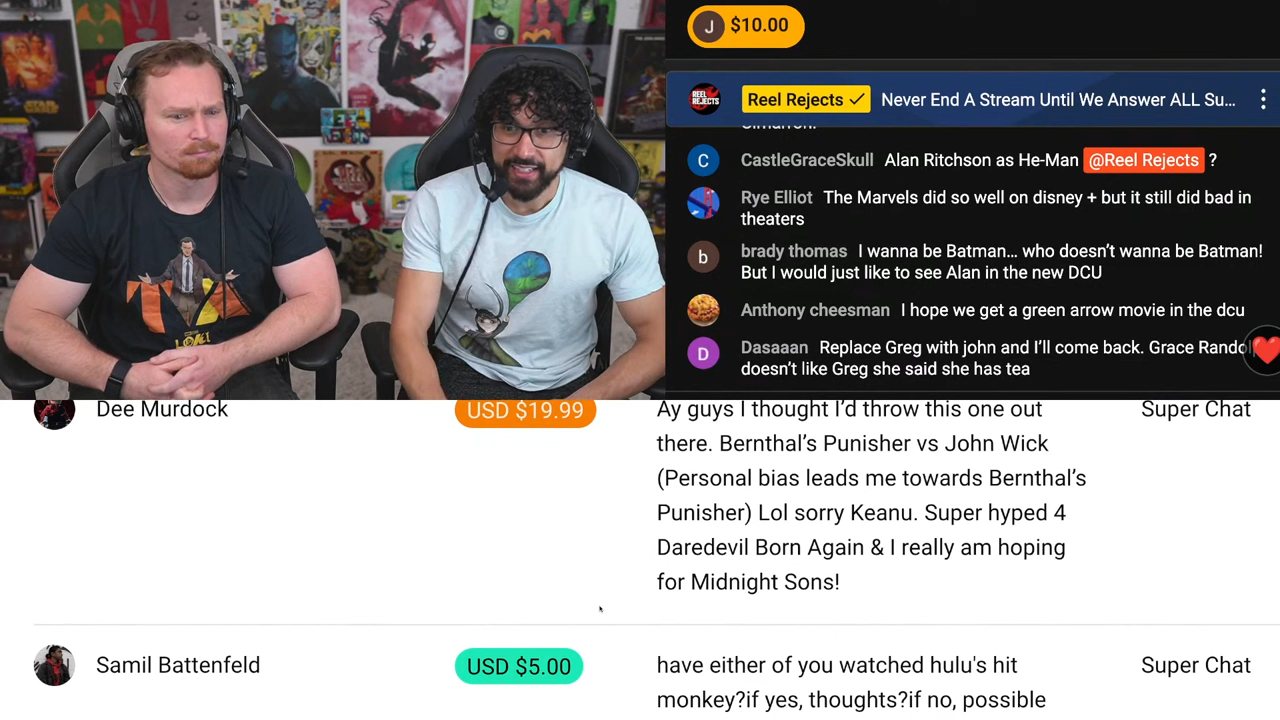 J $10.00
REEL REJECTS Reel Rejects Never End A Stream Until We Answer ALL Su...
C CastleGraceSkull Alan Ritchson as He-Man @Reel Rejects ?
Rye Elliot The Marvels did so well on disney + but it still did bad in
theaters
b brady thomas I wanna be Batman... who doesn’t wanna be Batman!
But I would just like to see Alan in the new DCU
Anthony cheesman I hope we get a green arrow movie in the dcu
D Dasaaan Replace Greg with john and I’ll come back. Grace Randol
doesn’t like Greg she said she has tea
LOKI
Dee Murdock USD $19.99 Ay guys I thought I’d throw this one out Super Chat
there. Bernthal’s Punisher vs John Wick
(Personal bias leads me towards Bernthal’s
Punisher) Lol sorry Keanu. Super hyped 4
Daredevil Born Again & I really am hoping
for Midnight Sons!
Samil Battenfeld USD $5.00 have either of you watched hulu's hit Super Chat
monkey?if yes, thoughts?if no, possible